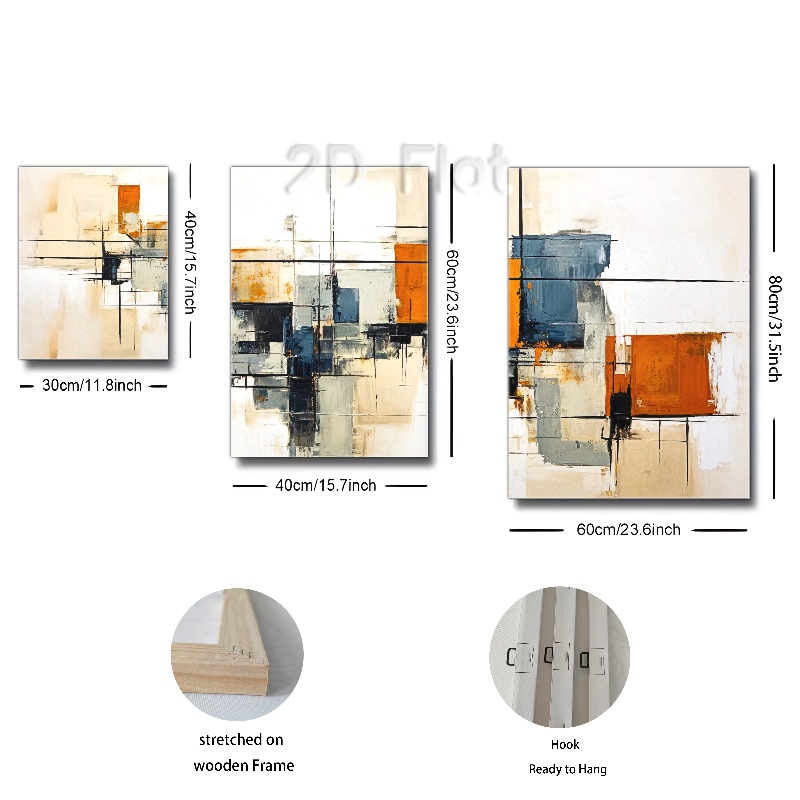 2D Flat
40cm/15.7inch
30cm/11.8inch
60cm/23.6inch
40cm/15.7inch
80cm/31.5inch
60cm/23.6inch
stretched on
wooden Frame
Hook
Ready to Hang